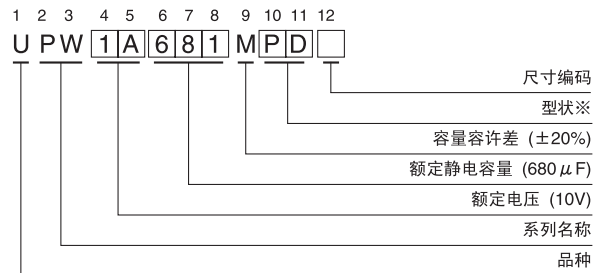 1 2 3 4 5 6 7 8 9 10 11 12
U P W 1 A 6 8 1 M P D
尺寸编码
型状※
容量容许差 (±20%)
额定静电容量 (680μF)
额定电压 (10V)
系列名称
品种